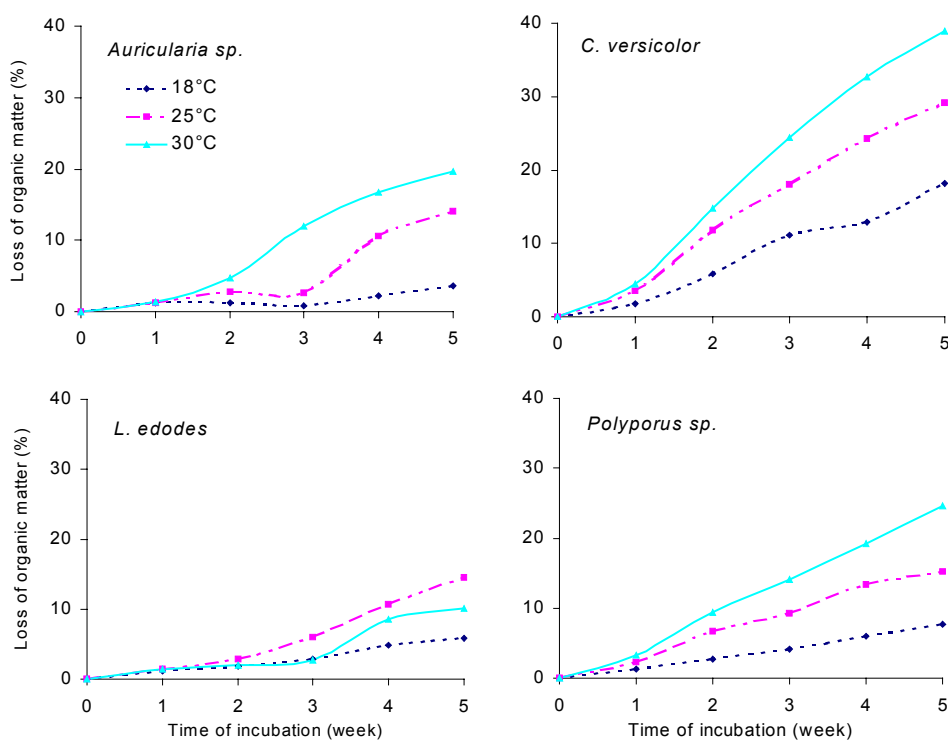 Auricularia sp.
18°C
25°C
30°C
Loss of organic matter (%)
40
30
20
10
0
0 1 2 3 4 5
C. versicolor
40
30
20
10
0
0 1 2 3 4 5
L. edodes
Loss of organic matter (%)
40
30
20
10
0
0 1 2 3 4 5
Time of incubation (week)
Polyporus sp.
40
30
20
10
0
0 1 2 3 4 5
Time of incubation (week)